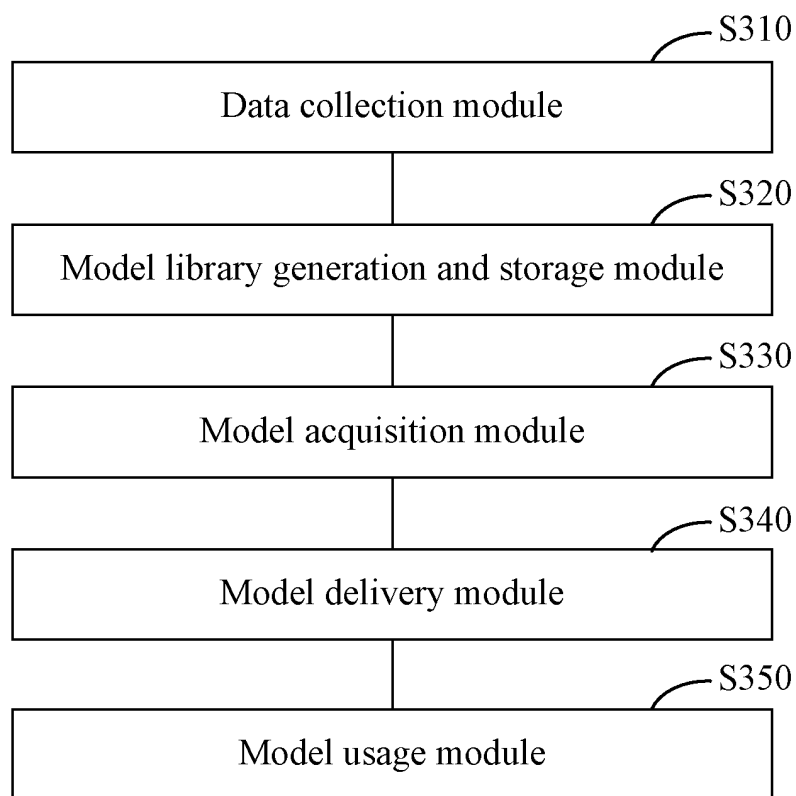 S310
Data collection module
S320
Model library generation and storage module
S330
Model acquisition module
S340
Model delivery module
S350
Model usage module